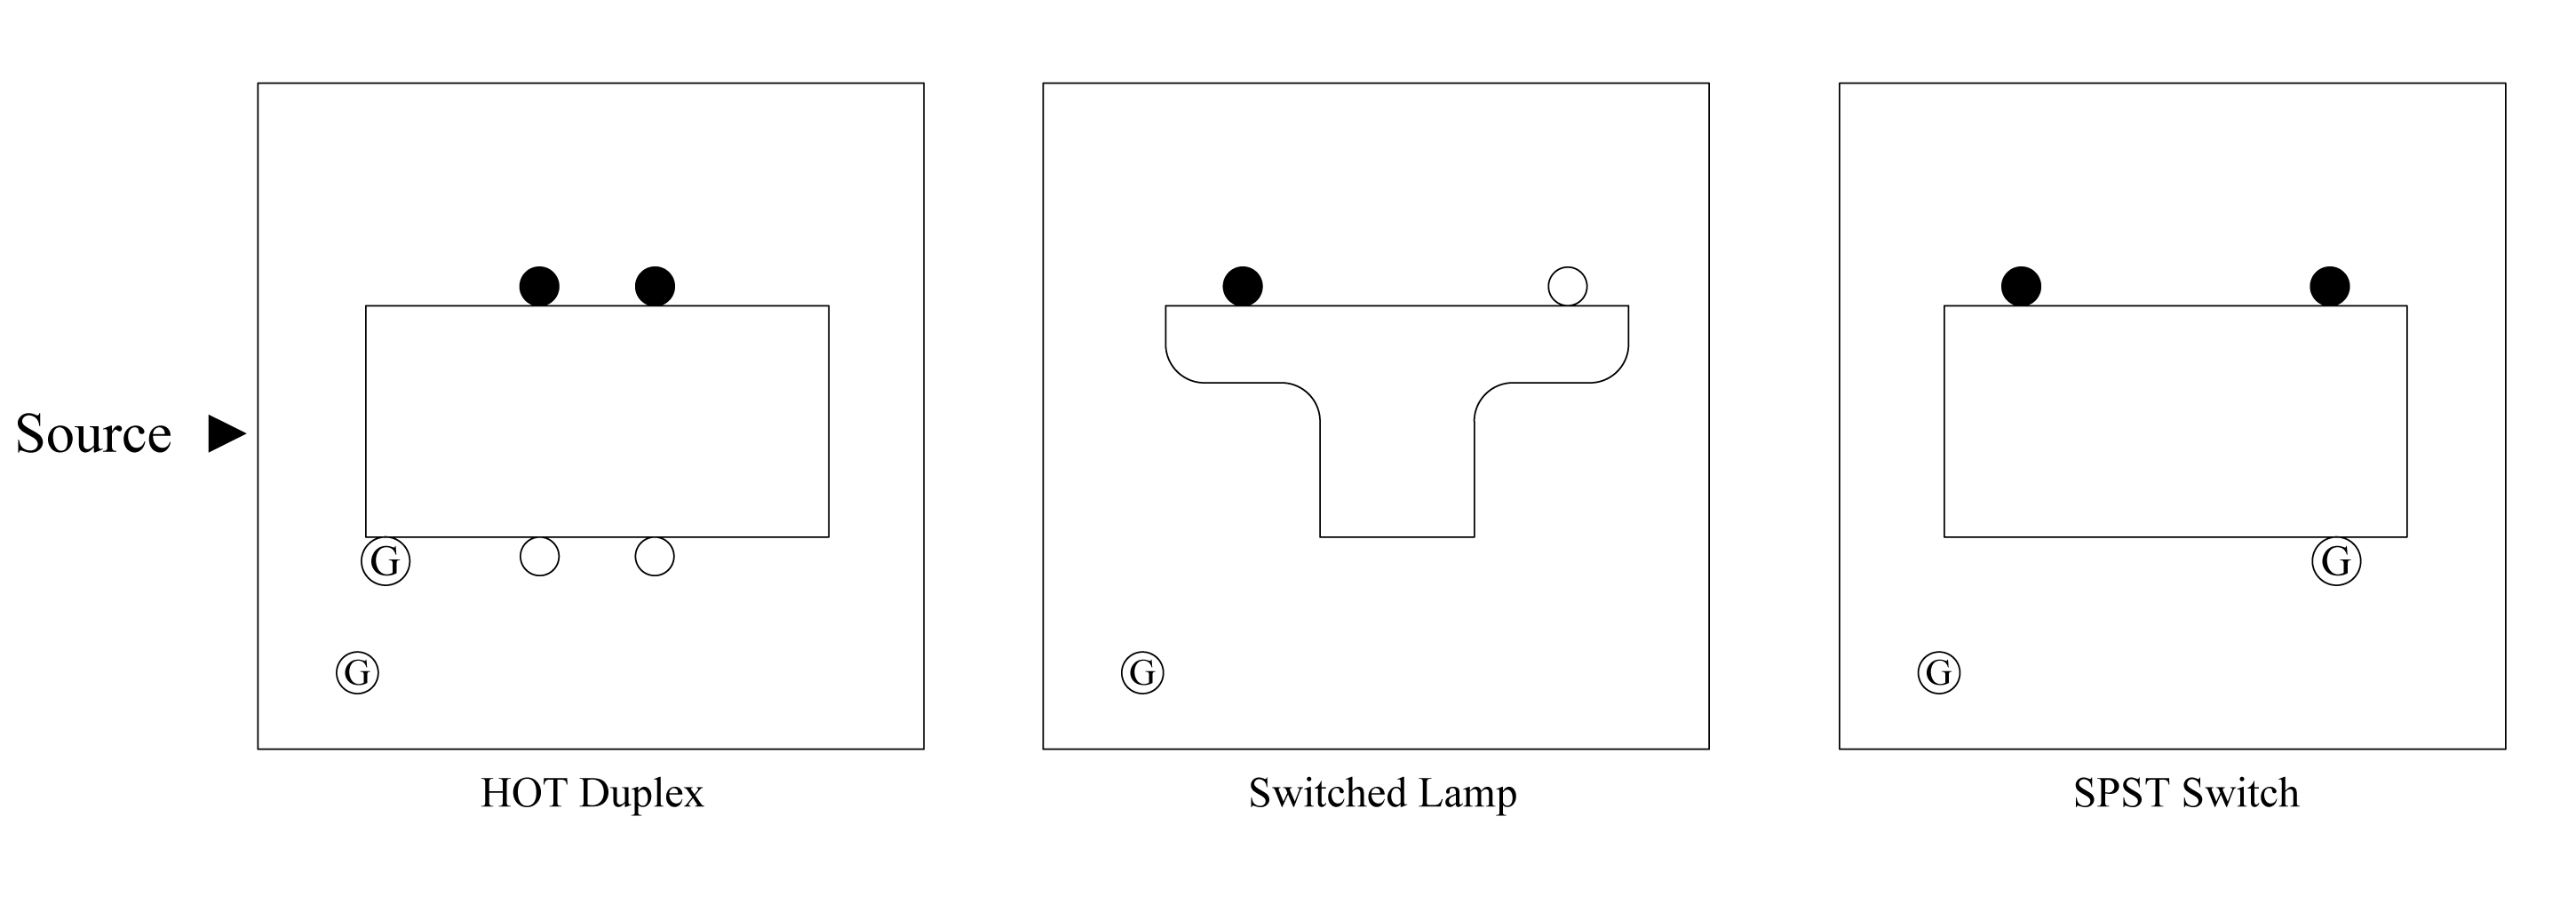 Source
G
G
HOT Duplex
G
Switched Lamp
G
G
SPST Switch